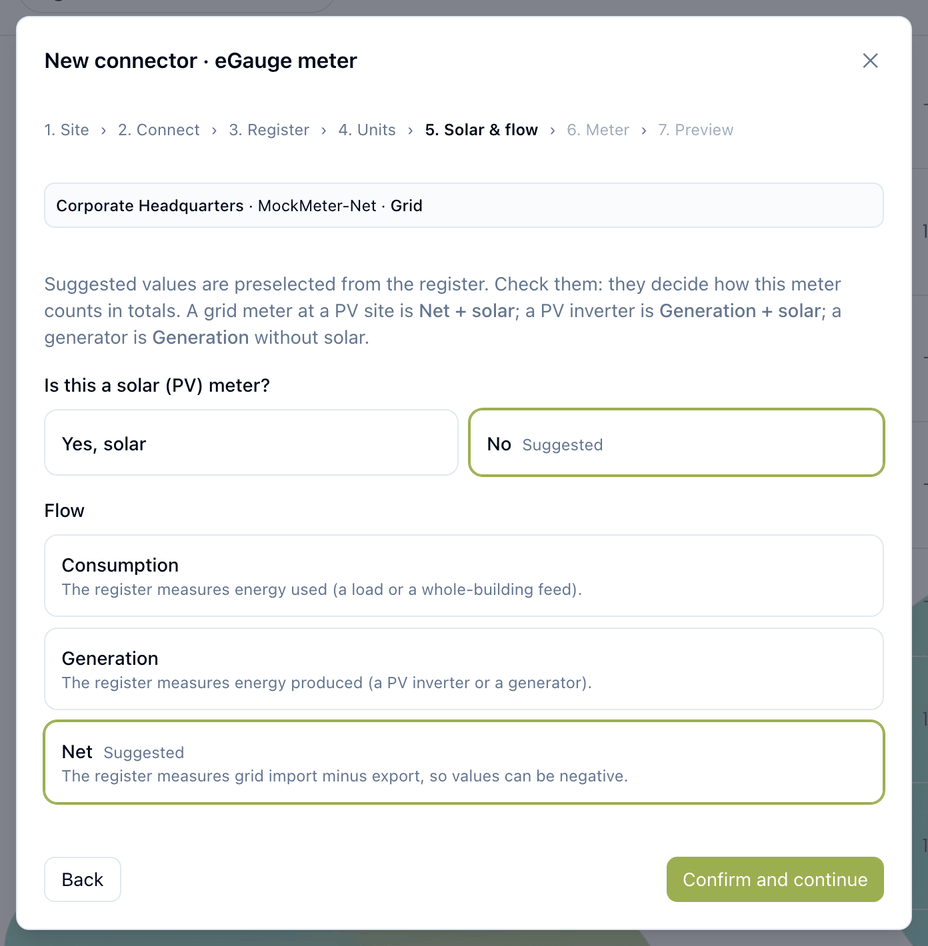 New connector · eGauge meter
1. Site › 2. Connect › 3. Register › 4. Units › 5. Solar & flow › 6. Meter › 7. Preview
Corporate Headquarters · MockMeter-Net · Grid
Suggested values are preselected from the register. Check them: they decide how this meter
counts in totals. A grid meter at a PV site is Net + solar; a PV inverter is Generation + solar; a
generator is Generation without solar.
Is this a solar (PV) meter?
Yes, solar
No Suggested
Flow
Consumption
The register measures energy used (a load or a whole-building feed).
Generation
The register measures energy produced (a PV inverter or a generator).
Net Suggested
The register measures grid import minus export, so values can be negative.
Back
Confirm and continue